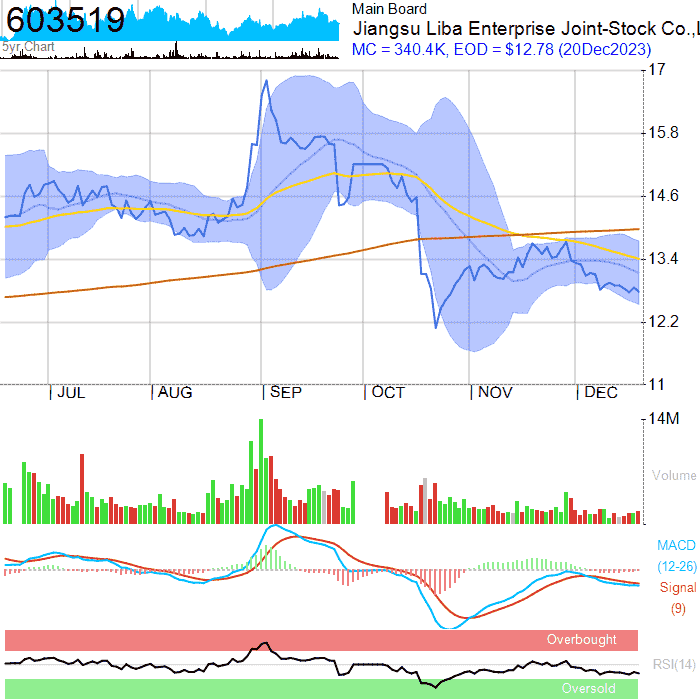 603519
5yr.Chart
Main Board
Jiangsu Liba Enterprise Joint-Stock Co.,L
MC = 340.4K, EOD = $12.78 (20Dec2023)
17
15.8
14.6
13.4
12.2
11
JUL AUG SEP OCT NOV DEC
14M
Volume
MACD
(12-26)
Signal
(9)
Overbought
RSI(14)
Oversold